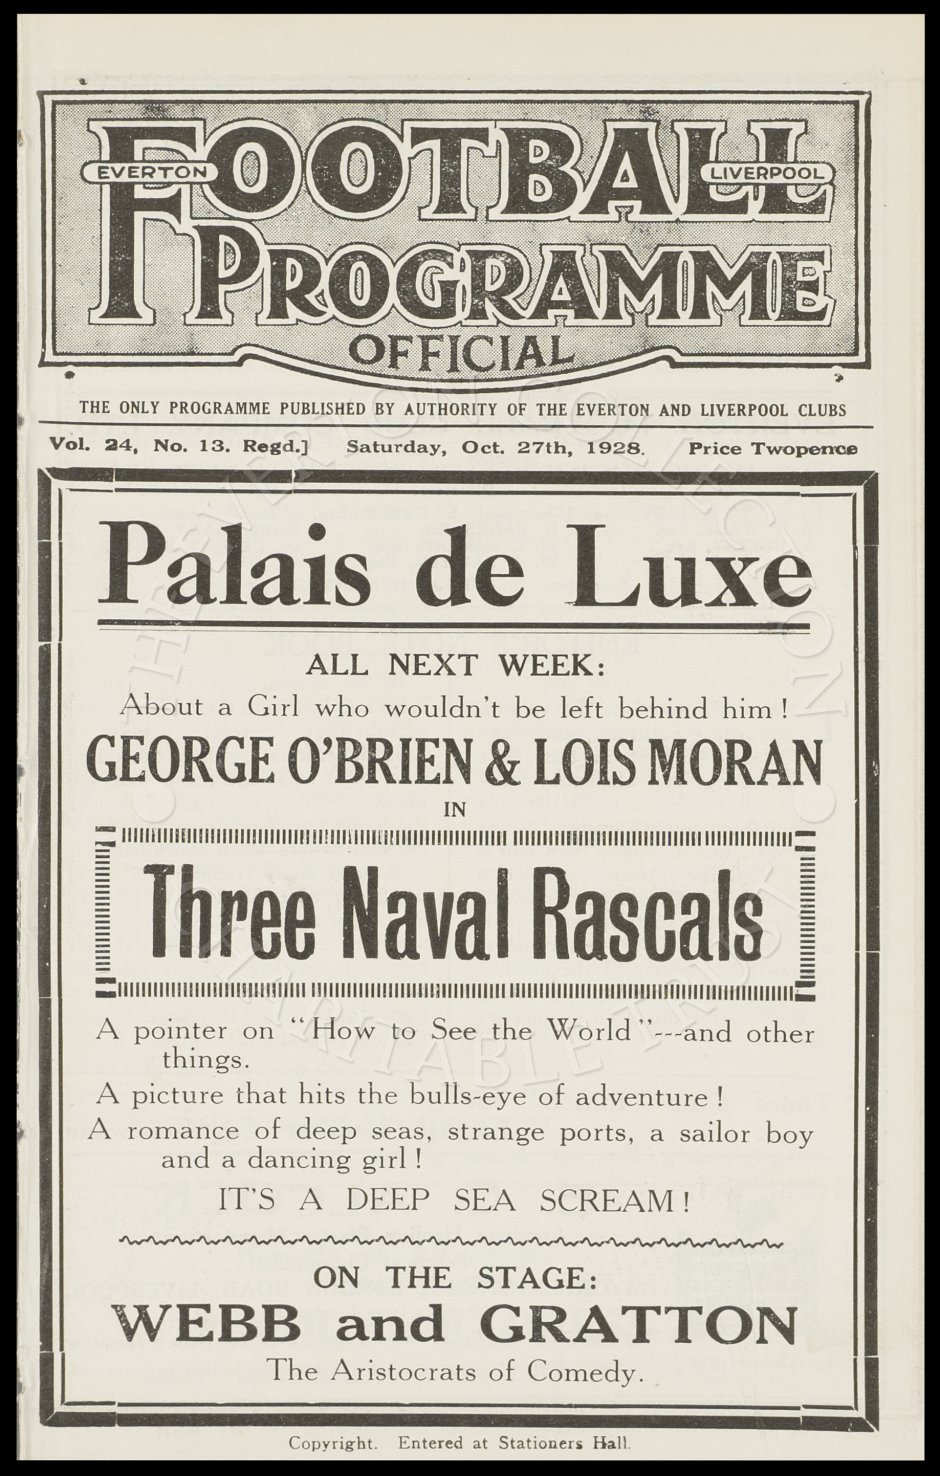 FOOTBALL
EVERTON
LIVERPOOL
PROGRAMME
OFFICIAL
THE ONLY PROGRAMME PUBLISHED BY AUTHORITY OF THE EVERTON AND LIVERPOOL CLUBS
Vol. 24, No. 13. Regd.] Saturday, Oct. 27th, 1928. Price Twopence
Palais de Luxe
ALL NEXT WEEK:
About a Girl who wouldn't be left behind him!
GEORGE O'BRIEN & LOIS MORAN
IN
Three Naval Rascals
A pointer on "How to See the World"---and other
things.
A picture that hits the bulls-eye of adventure!
A romance of deep seas, strange ports, a sailor boy
and a dancing girl!
IT'S A DEEP SEA SCREAM!
ON THE STAGE:
WEBB and GRATTON
The Aristocrats of Comedy.
Copyright. Entered at Stationers Hall.
THE EVERTON COLLECTION
CHARITABLE TRUST